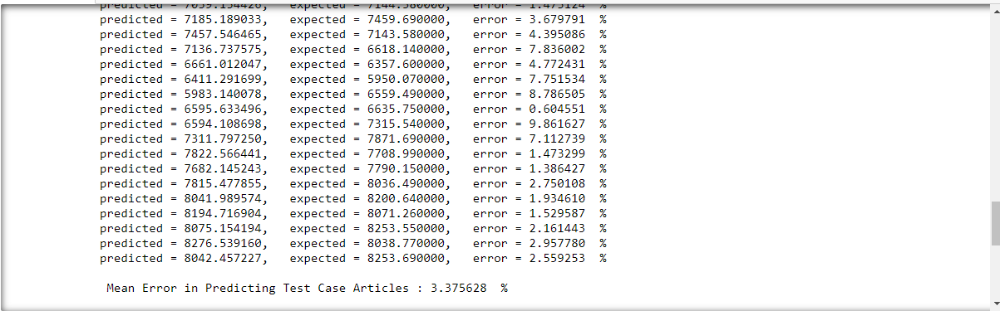 predicted = 7059.154426, expected = 7144.380000, error = 1.475124 %
predicted = 7185.189033, expected = 7459.690000, error = 3.679791 %
predicted = 7457.546465, expected = 7143.580000, error = 4.395086 %
predicted = 7136.737575, expected = 6618.140000, error = 7.836002 %
predicted = 6661.012047, expected = 6357.600000, error = 4.772431 %
predicted = 6411.291699, expected = 5950.070000, error = 7.751534 %
predicted = 5983.140078, expected = 6559.490000, error = 8.786505 %
predicted = 6595.633496, expected = 6635.750000, error = 0.604551 %
predicted = 6594.108698, expected = 7315.540000, error = 9.861627 %
predicted = 7311.797250, expected = 7871.690000, error = 7.112739 %
predicted = 7822.566441, expected = 7708.990000, error = 1.473299 %
predicted = 7682.145243, expected = 7790.150000, error = 1.386427 %
predicted = 7815.477855, expected = 8036.490000, error = 2.750108 %
predicted = 8041.989574, expected = 8200.640000, error = 1.934610 %
predicted = 8194.716904, expected = 8071.260000, error = 1.529587 %
predicted = 8075.154194, expected = 8253.550000, error = 2.161443 %
predicted = 8276.539160, expected = 8038.770000, error = 2.957780 %
predicted = 8042.457227, expected = 8253.690000, error = 2.559253 %
Mean Error in Predicting Test Case Articles : 3.375628 %